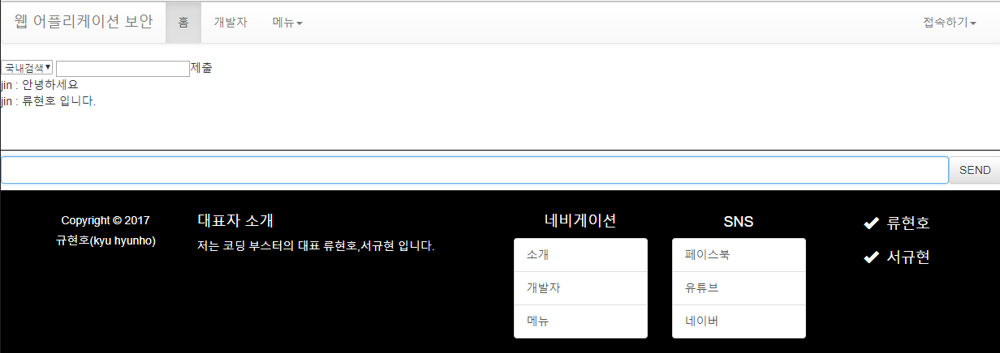 웹 어플리케이션 보안 홈 개발자 메뉴 접속하기
국내검색 제출
jin : 안녕하세요
jin : 류현호 입니다.
SEND
Copyright © 2017
규현호(kyu hyunho)
대표자 소개
저는 코딩 부스터의 대표 류현호,서규현 입니다.
네비게이션
소개
개발자
메뉴
SNS
페이스북
유튜브
네이버
류현호
서규현